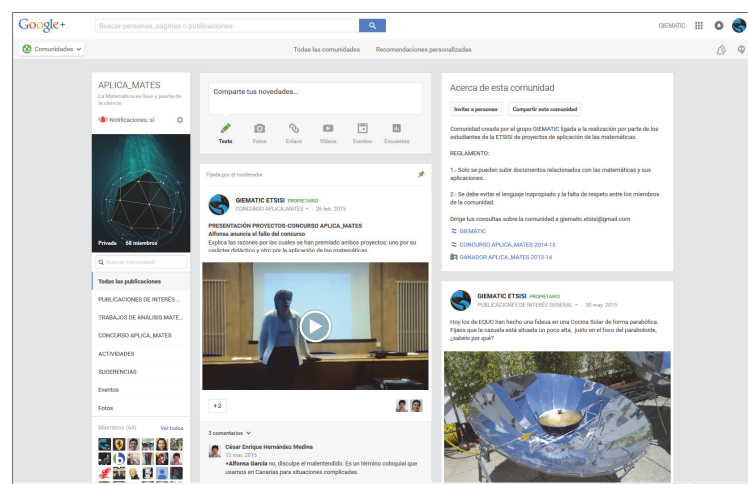 Google+
Buscar personas, páginas o publicaciones
GIEMATIC
Comunidades
Todas las comunidades
Recomendaciones personalizadas
APLICA_MATES
La Matemática es llave y puerta de
la ciencia.
Notificaciones: sí
Privada 68 miembros
Buscar comunidad
Todas las publicaciones
PUBLICACIONES DE INTERÉS ...
TRABAJOS DE ANÁLISIS MATE...
CONCURSO APLICA_MATES
ACTIVIDADES
SUGERENCIAS
Eventos
Fotos
Miembros (68) Ver todos
Comparte tus novedades...
Texto Fotos Enlace Vídeos Eventos Encuestas
Fijada por el moderador
GIEMATIC ETSISI PROPIETARIO
CONCURSO APLICA_MATES - 26 feb. 2015
PRESENTACIÓN PROYECTOS-CONCURSO APLICA_MATES
Alfonsa anuncia el fallo del concurso
Explica las razones por las cuales se han premiado ambos proyectos: uno por su
carácter didáctico y otro por la aplicación de las matemáticas.
+2
3 comentarios
César Enrique Hernández Medina
12 mar. 2015
+Alfonsa García no, disculpe el malentendido. Es un término coloquial que
usamos en Canarias para situaciones complicadas.
Acerca de esta comunidad
Invitar a personas Compartir esta comunidad
Comunidad creada por el grupo GIEMATIC ligada a la realización por parte de los
estudiantes de la ETSISI de proyectos de aplicación de las matemáticas.
REGLAMENTO:
1.- Solo se pueden subir documentos relacionados con las matemáticas y sus
aplicaciones.
2.- Se debe evitar el lenguaje inapropiado y la falta de respeto entre los miembros
de la comunidad.
Dirige tus consultas sobre la comunidad a giematic.etsisi@gmail.com
GIEMATIC
CONCURSO APLICA_MATES 2014-15
GANADOR APLICA_MATES 2013-14
GIEMATIC ETSISI PROPIETARIO
PUBLICACIONES DE INTERÉS GENERAL - 30 may. 2015
Hoy los de EQUO han hecho una fideua en una Cocina Solar de forma parabólica.
Fijaos que la cazuela está situada un poco alta, justo en el foco del paraboloide,
¿sabéis por qué?